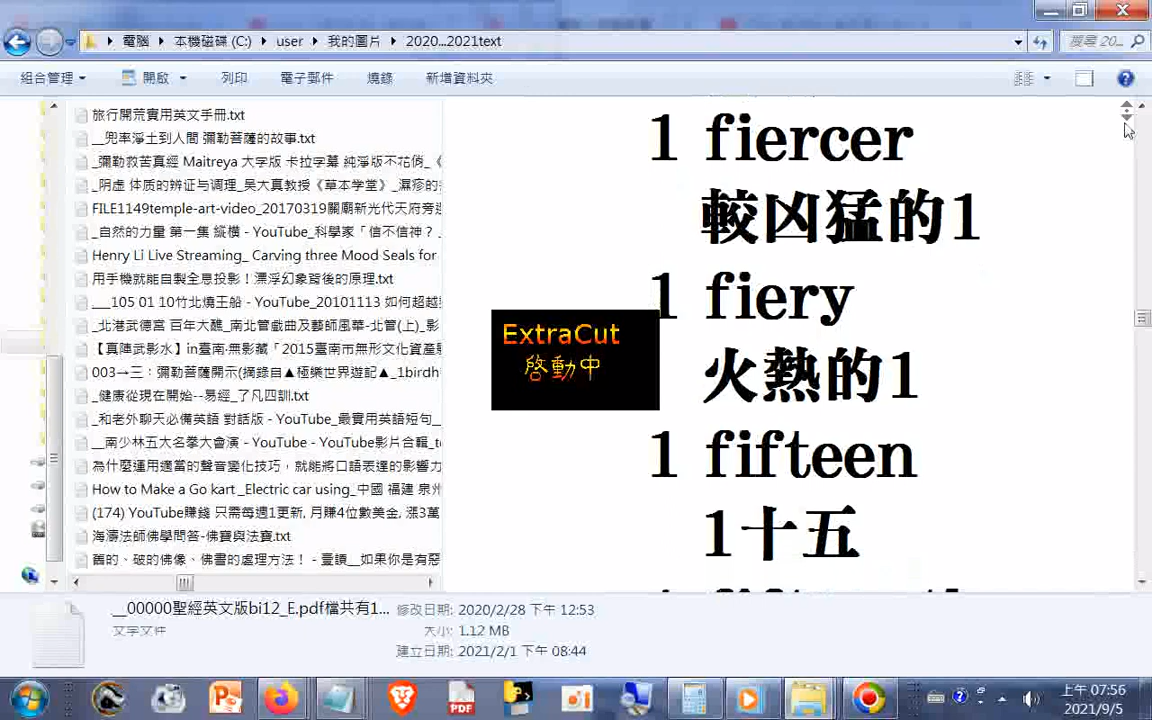 電腦 本機磁碟 (C:) user 我的圖片 2020...2021text
搜尋 20...
組合管理 開啟 列印 電子郵件 燒錄 新增資料夾
旅行開荒實用英文手冊.txt
__兜率淨土到人間 彌勒菩薩的故事.txt
_彌勒救苦真經 Maitreya 大字版 卡拉字幕 純淨版不花俏_《
_阴虚 体质的辨证与调理_吴大真教授《草本学堂》_濕疹的
FILE1149temple-art-video_20170319關廟新光代天府旁邊
_自然的力量 第一集 縱橫 - YouTube_科學家「信不信神？」
Henry Li Live Streaming_ Carving three Mood Seals for
用手機就能自製全息投影！漂浮幻象背後的原理.txt
___105 01 10竹北燒王船 - YouTube_20101113 如何超越
_北港武德宮 百年大醮_南北管戲曲及藝師風華-北管(上)_影
【真陣武影水】in臺南·無影藏「2015臺南市無形文化資產
003→三：彌勒菩薩開示(摘錄自▲極樂世界遊記▲_1birdh
_健康從現在開始--易經_了凡四訓.txt
_和老外聊天必備英語 對話版 - YouTube_最實用英語短句_
__南少林五大名拳大會演 - YouTube - YouTube影片合輯_t
為什麼運用適當的聲音變化技巧，就能將口語表達的影響力
How to Make a Go kart _Electric car using_中國 福建 泉州
(174) YouTube賺錢 只需每週1更新, 月賺4位數美金, 漲3萬
海濤法師佛學問答-佛寶與法寶.txt
舊的、破的佛像、佛書的處理方法！ - 壹讀__如果你是有惡
1 fiercer
較凶猛的1
1 fiery
火熱的1
1 fifteen
1十五
ExtraCut
啓動中
__00000聖經英文版bi12_E.pdf檔共有1...
文字文件
修改日期: 2020/2/28 下午 12:53
大小: 1.12 MB
建立日期: 2021/2/1 下午 08:44
PDF
上午 07:56
2021/9/5